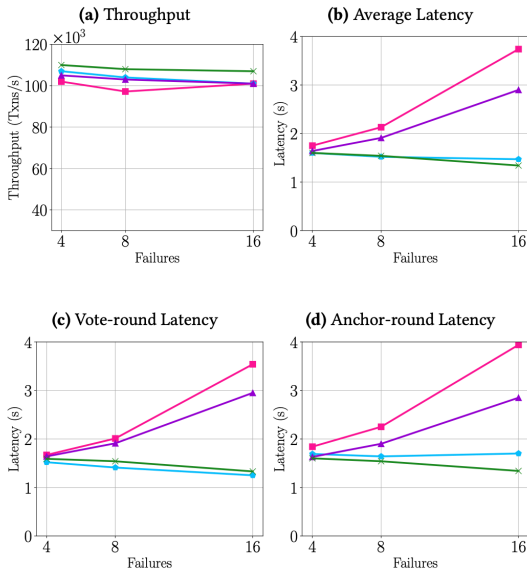 (a) Throughput
×10³
120
100
80
60
40
Throughput (Txns/s)
4 8 16
Failures
(b) Average Latency
4
3
2
1
0
Latency (s)
4 8 16
Failures
(c) Vote-round Latency
4
3
2
1
0
Latency (s)
4 8 16
Failures
(d) Anchor-round Latency
4
3
2
1
0
Latency (s)
4 8 16
Failures